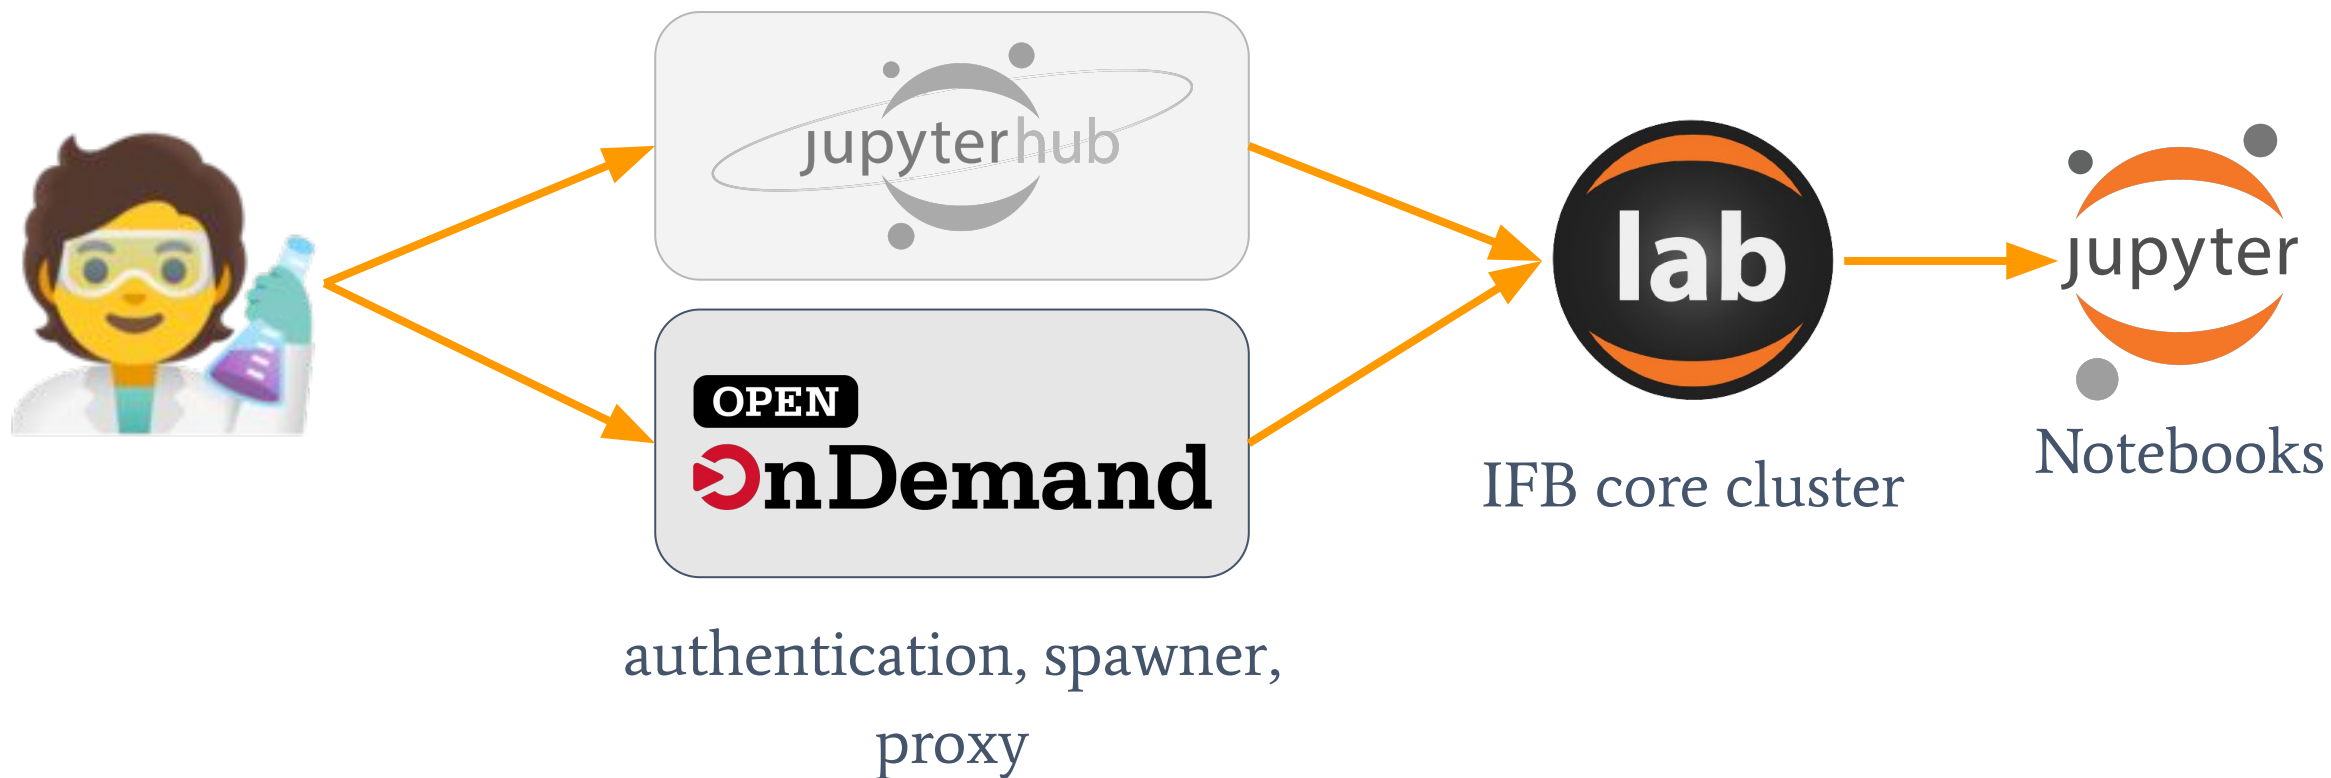 jupyterhub
OPEN
OnDemand
authentication, spawner,
proxy
lab
IFB core cluster
jupyter
Notebooks